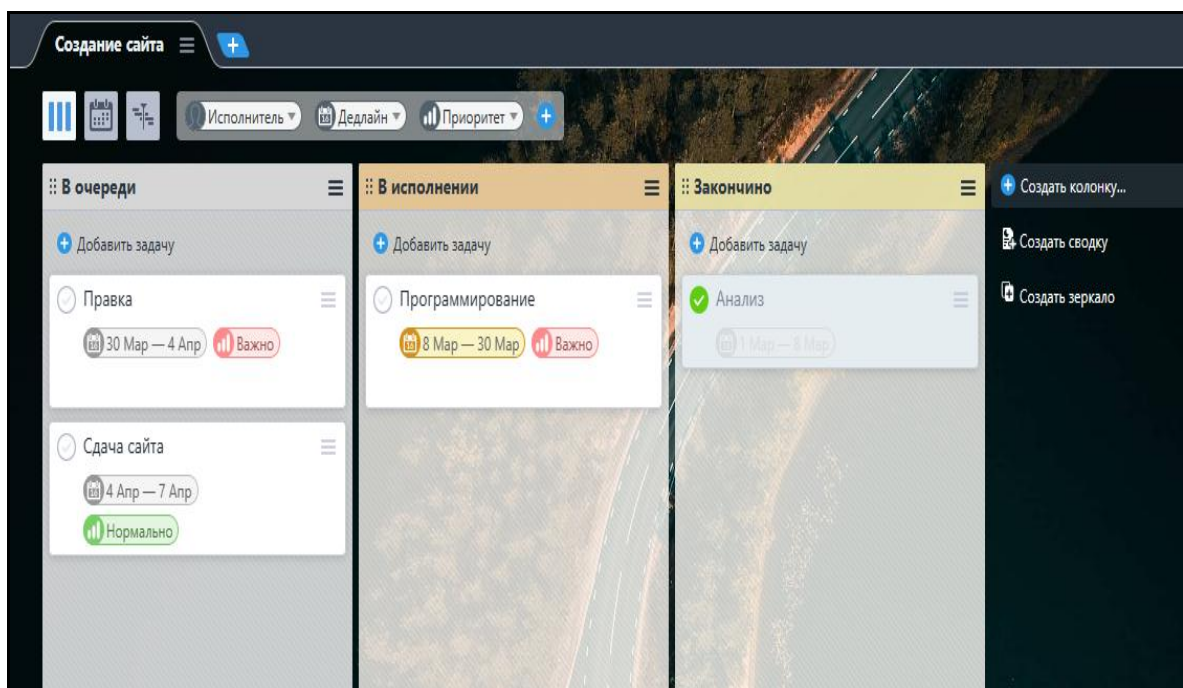 Создание сайта
Исполнитель
Дедлайн
Приоритет
В очереди
Добавить задачу
Правка
30 Мар — 4 Апр
Важно
Сдача сайта
4 Апр — 7 Апр
Нормально
В исполнении
Добавить задачу
Программирование
8 Мар — 30 Мар
Важно
Закончино
Добавить задачу
Анализ
1 Мар — 8 Мар
Создать колонку...
Создать сводку
Создать зеркало